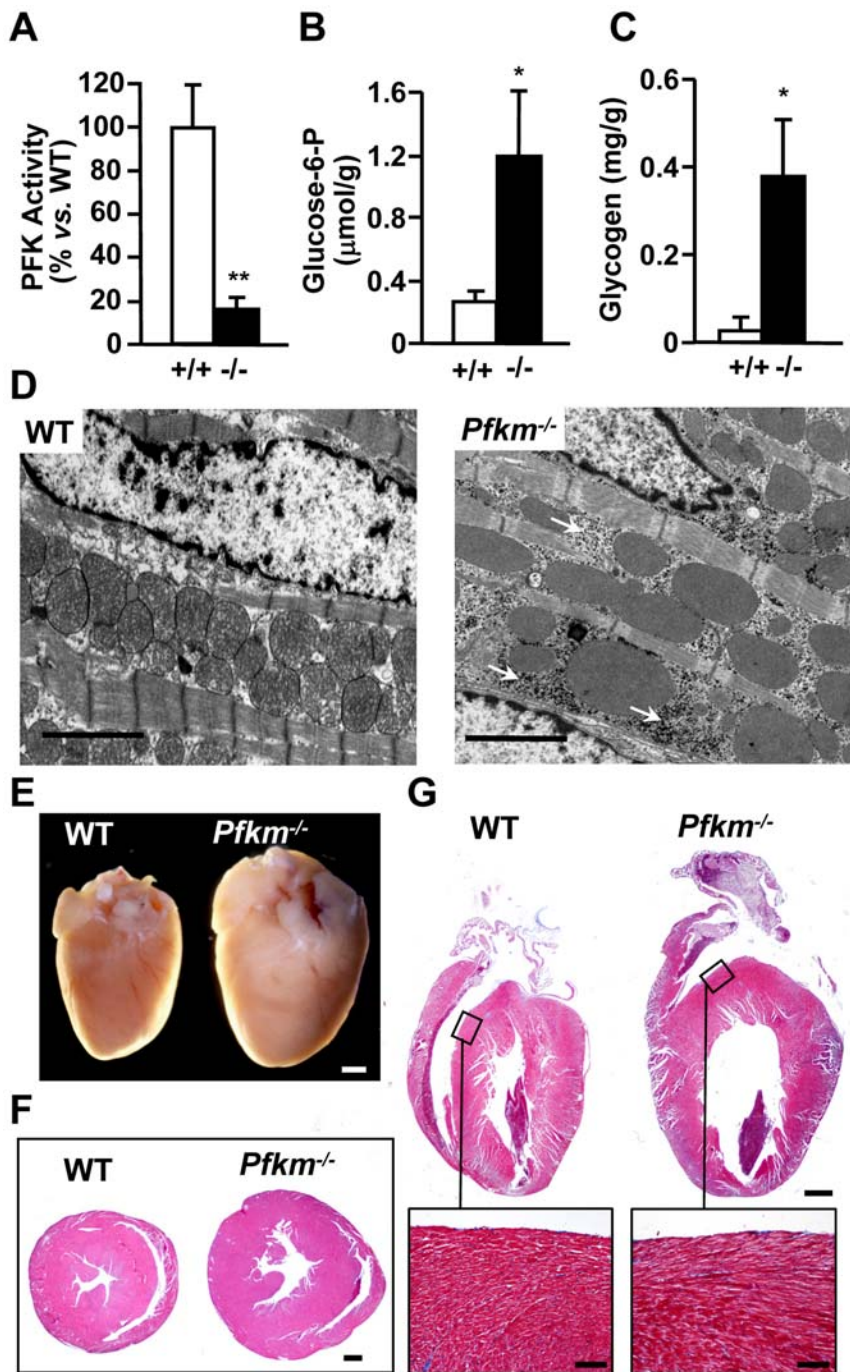 A
PFK Activity
(% vs. WT)
120
100
80
60
40
20
0
**
+/+ -/-
B
Glucose-6-P
(μmol/g)
1.6
1.2
0.8
0.4
0
*
+/+ -/-
C
Glycogen (mg/g)
0.6
0.4
0.2
0
*
+/+ -/-
D
WT
Pfkm-/-
E
WT
Pfkm-/-
F
WT
Pfkm-/-
G
WT
Pfkm-/-